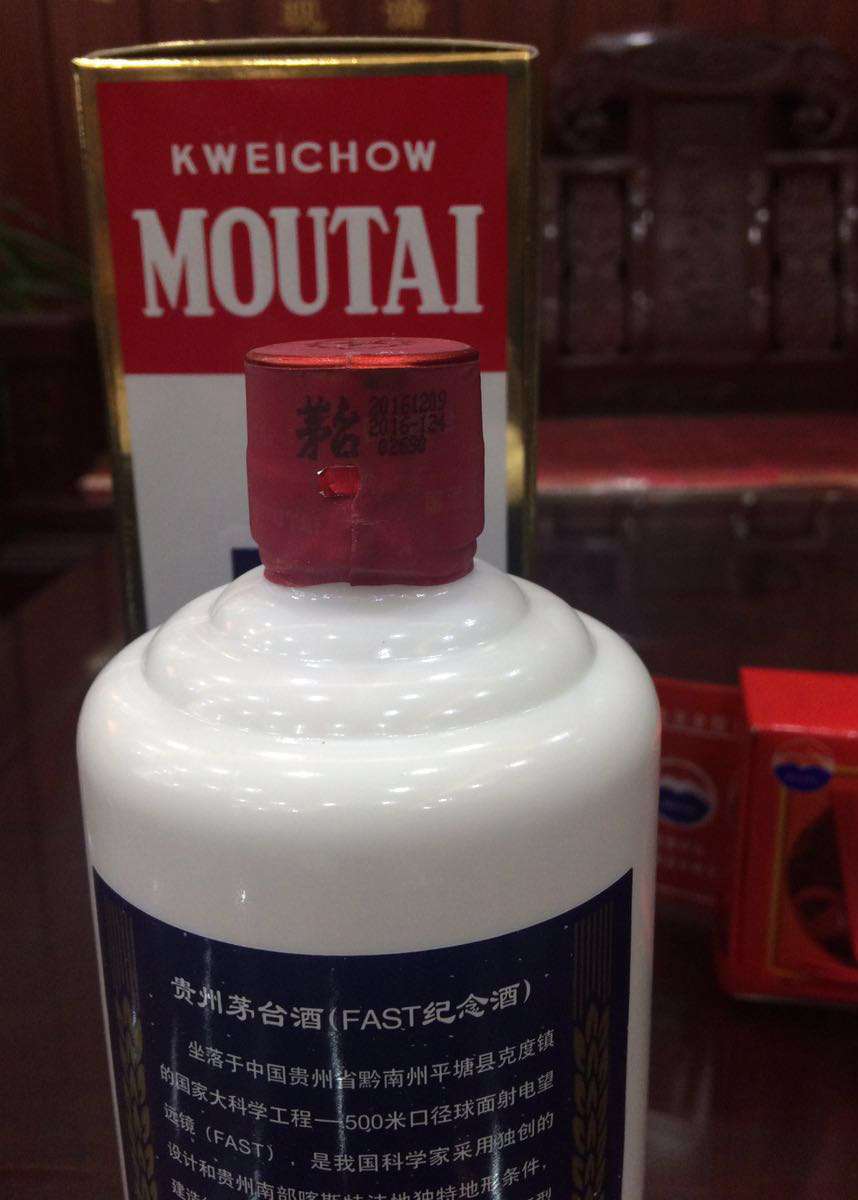 KWEICHOW
MOUTAI
茅台
20161209
2016-124
02690
贵州茅台酒(FAST纪念酒)
坐落于中国贵州省黔南州平塘县克度镇
的国家大科学工程—500米口径球面射电望
远镜(FAST),是我国科学家采用独创的
设计和贵州南部喀斯特洼地独特地形条件,